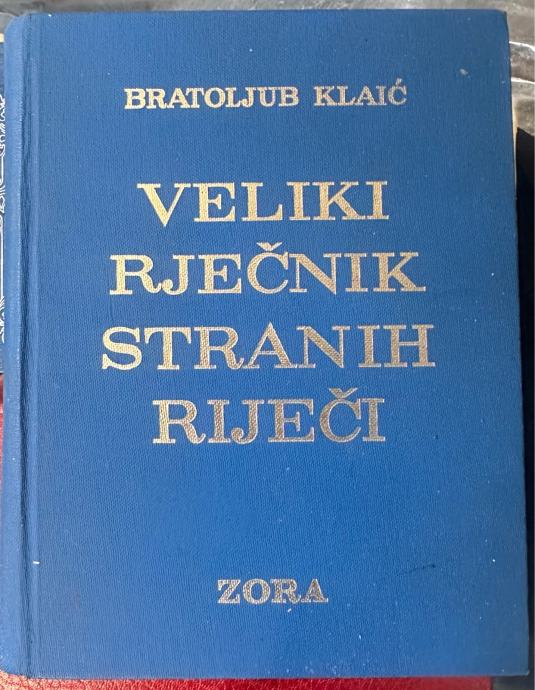 BRATOLJUB KLAIĆ
VELIKI
RJEČNIK
STRANIH
RIJEČI
ZORA